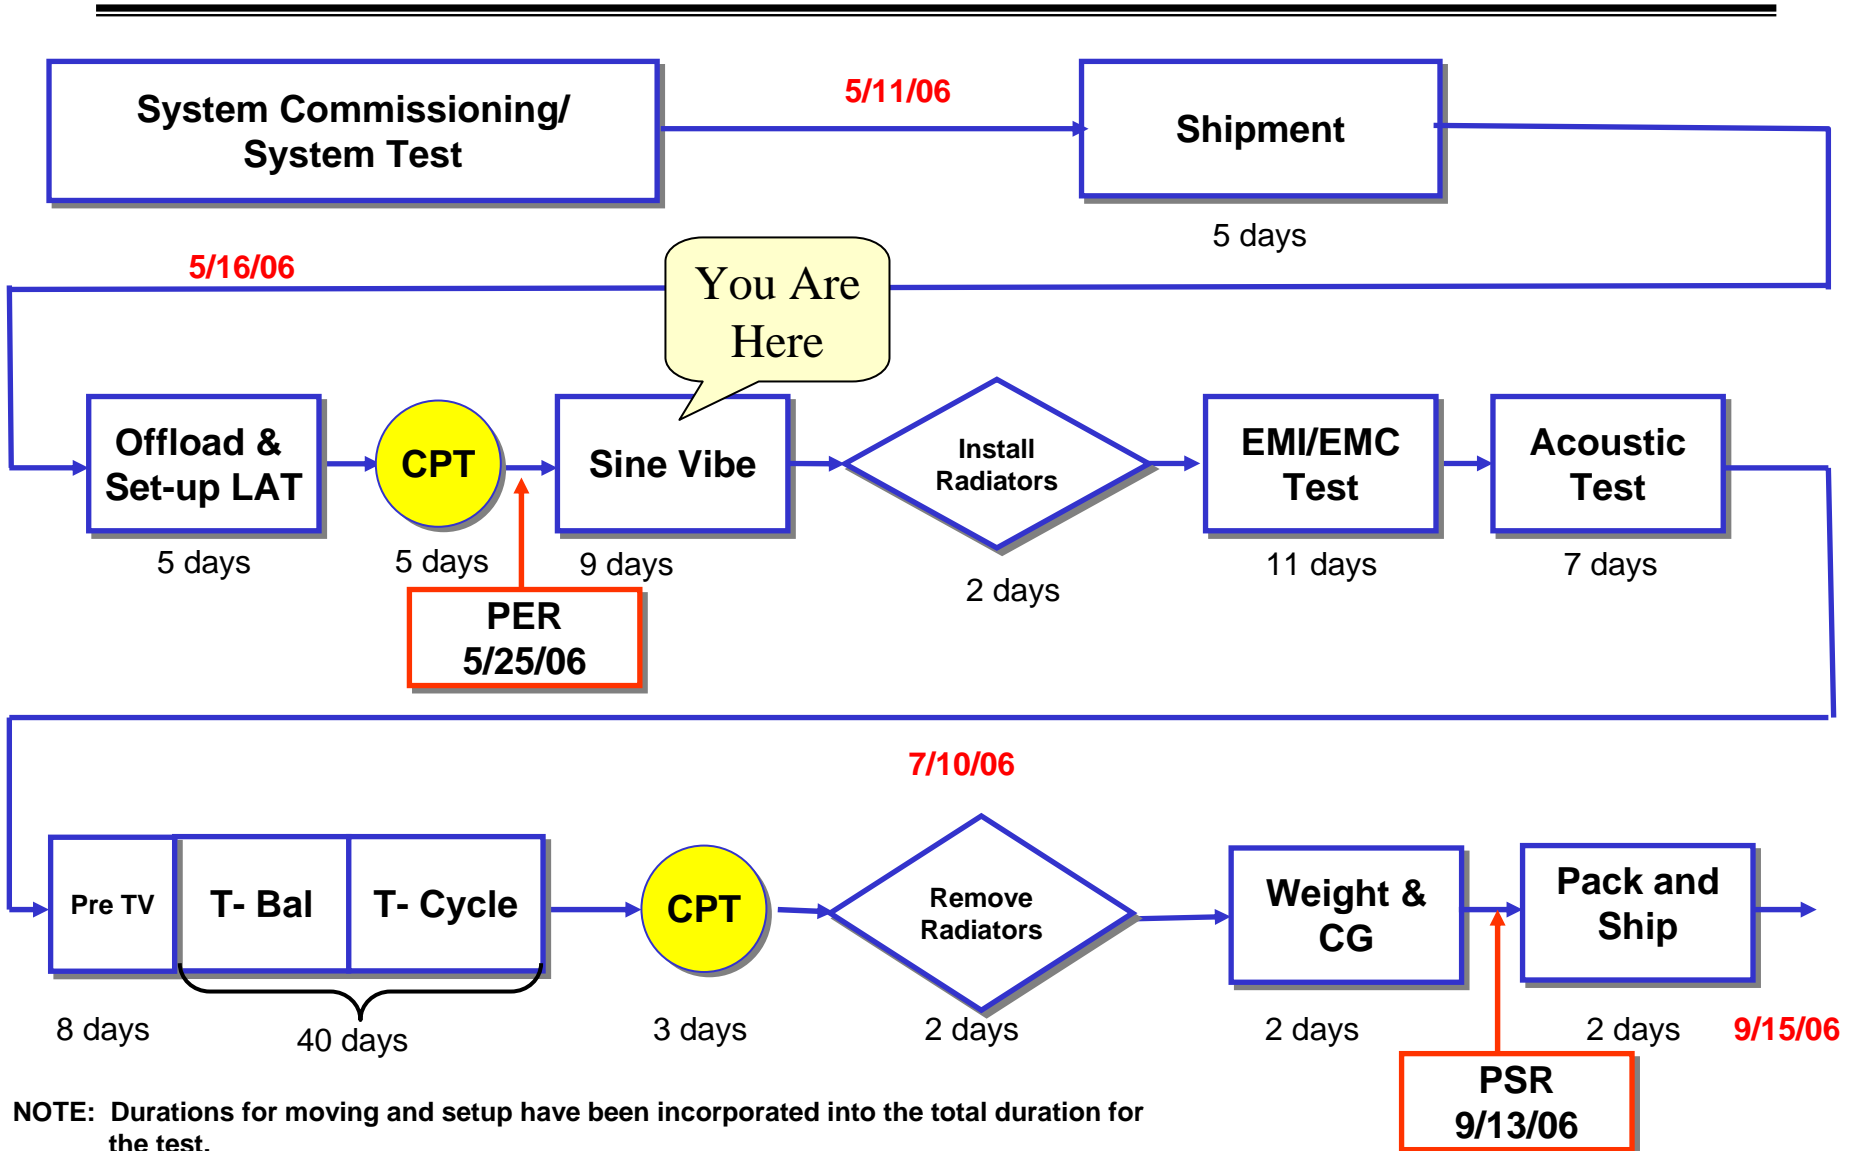 System Commissioning/
System Test
5/11/06
Shipment
5 days
5/16/06
You Are
Here
Offload &
Set-up LAT
5 days
CPT
5 days
Sine Vibe
9 days
Install
Radiators
2 days
EMI/EMC
Test
11 days
Acoustic
Test
7 days
PER
5/25/06
7/10/06
Pre TV
8 days
T- Bal
T- Cycle
40 days
CPT
3 days
Remove
Radiators
2 days
Weight &
CG
2 days
Pack and
Ship
2 days
9/15/06
PSR
9/13/06
NOTE: Durations for moving and setup have been incorporated into the total duration for
the test.